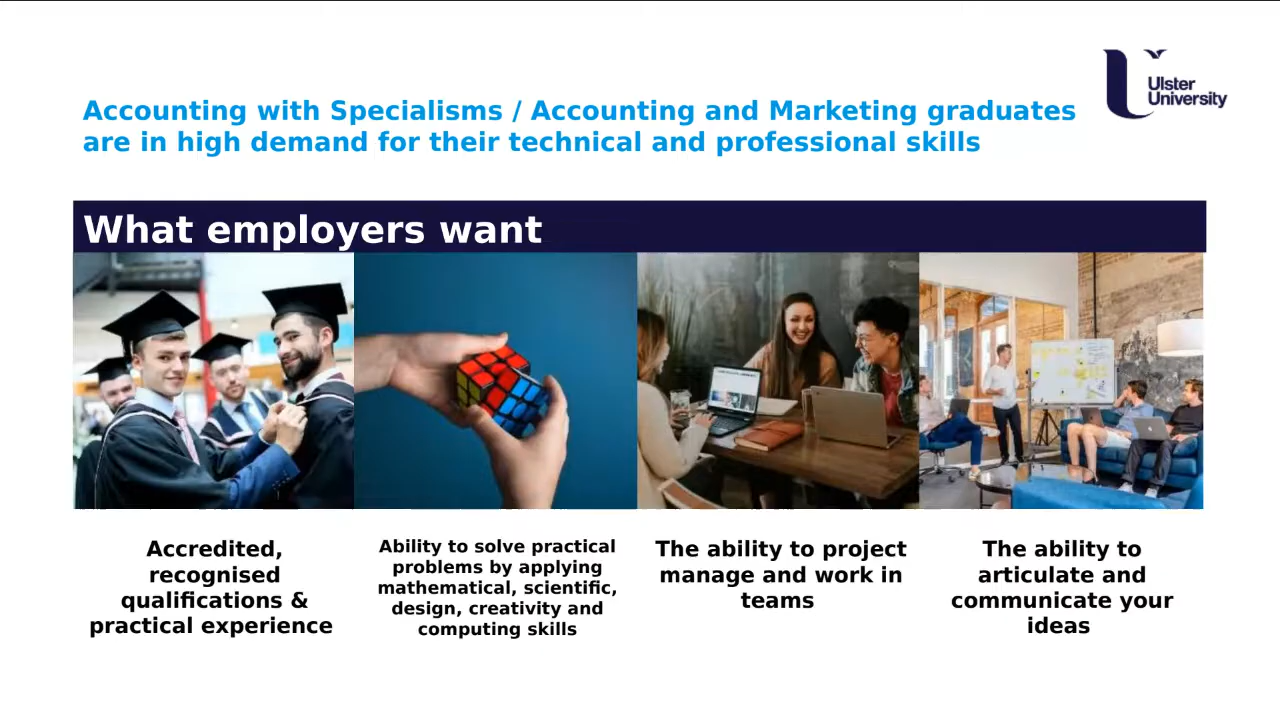 Ulster
University
Accounting with Specialisms / Accounting and Marketing graduates
are in high demand for their technical and professional skills
What employers want
Accredited,
recognised
qualifications &
practical experience
Ability to solve practical
problems by applying
mathematical, scientific,
design, creativity and
computing skills
The ability to project
manage and work in
teams
The ability to
articulate and
communicate your
ideas